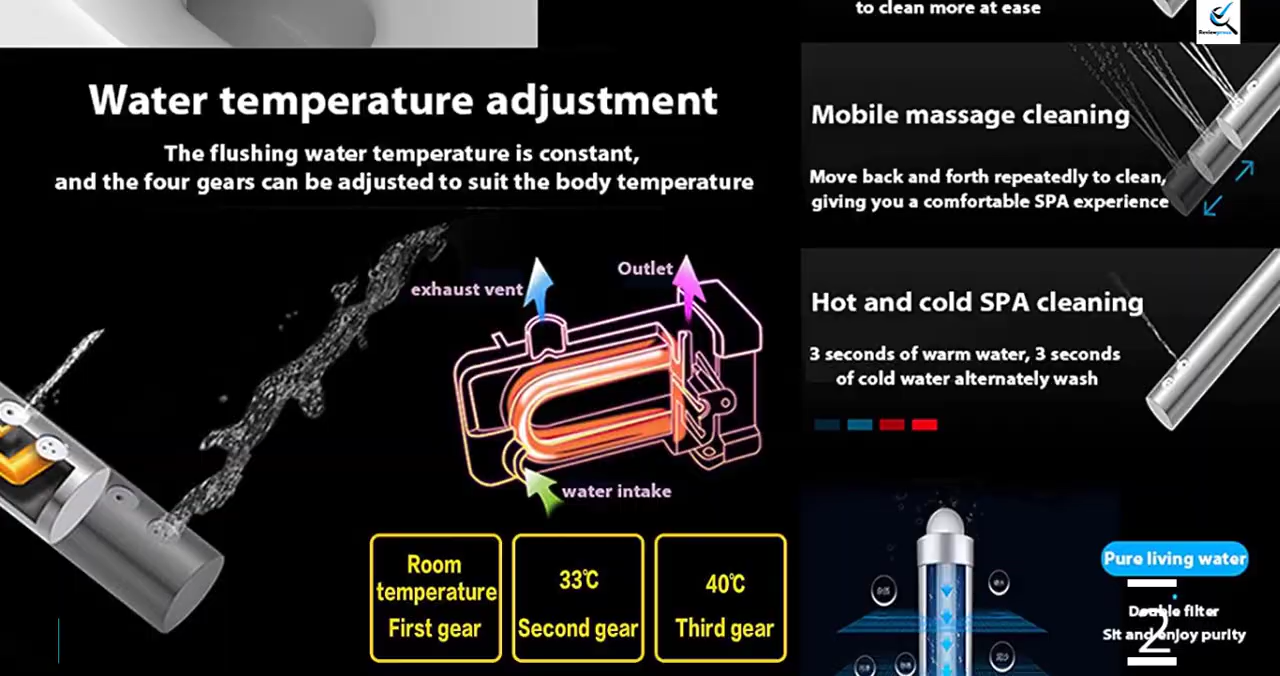 to clean more at ease
Reviewgenous
Water temperature adjustment
The flushing water temperature is constant,
and the four gears can be adjusted to suit the body temperature
Mobile massage cleaning
Move back and forth repeatedly to clean,
giving you a comfortable SPA experience
exhaust vent
Outlet
water intake
Hot and cold SPA cleaning
3 seconds of warm water, 3 seconds
of cold water alternately wash
Room
temperature
First gear
33℃
Second gear
40℃
Third gear
Pure living water
Double filter
Sit and enjoy purity
2